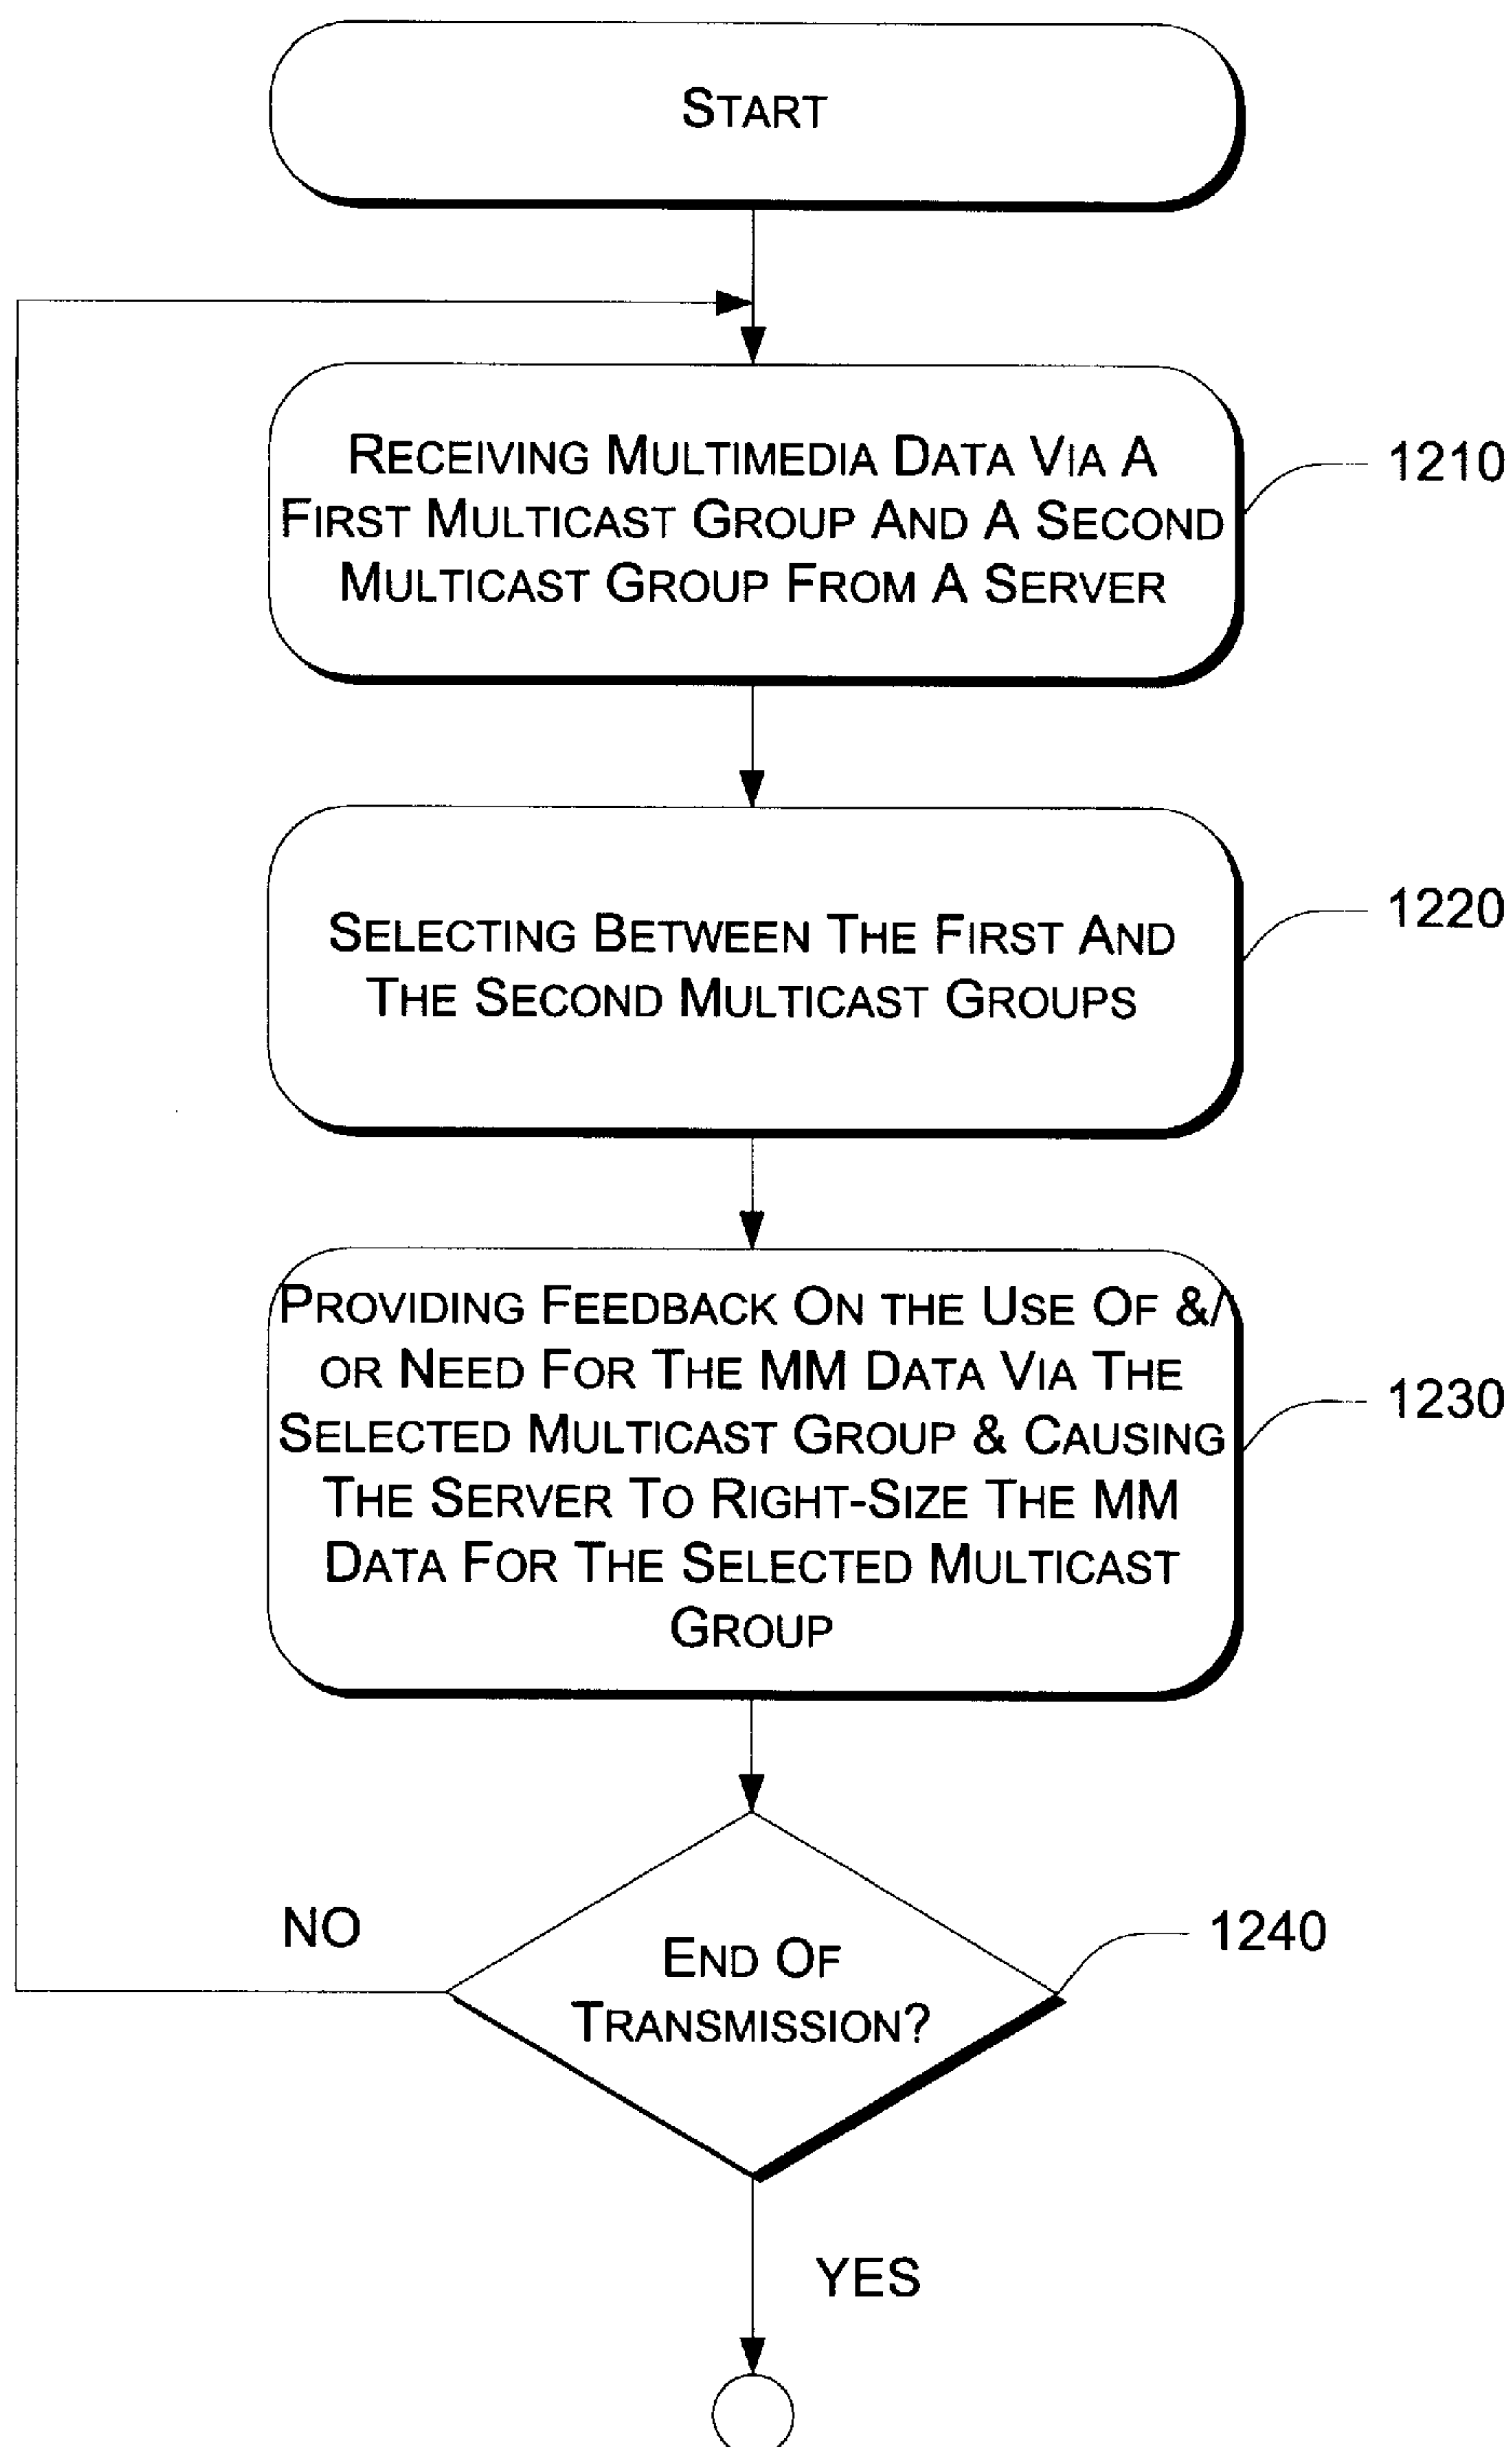 START
RECEIVING MULTIMEDIA DATA VIA A
FIRST MULTICAST GROUP AND A SECOND
MULTICAST GROUP FROM A SERVER
1210
SELECTING BETWEEN THE FIRST AND
THE SECOND MULTICAST GROUPS
1220
PROVIDING FEEDBACK ON THE USE OF &/
OR NEED FOR THE MM DATA VIA THE
SELECTED MULTICAST GROUP & CAUSING
THE SERVER TO RIGHT-SIZE THE MM
DATA FOR THE SELECTED MULTICAST
GROUP
1230
NO
END OF
TRANSMISSION?
1240
YES